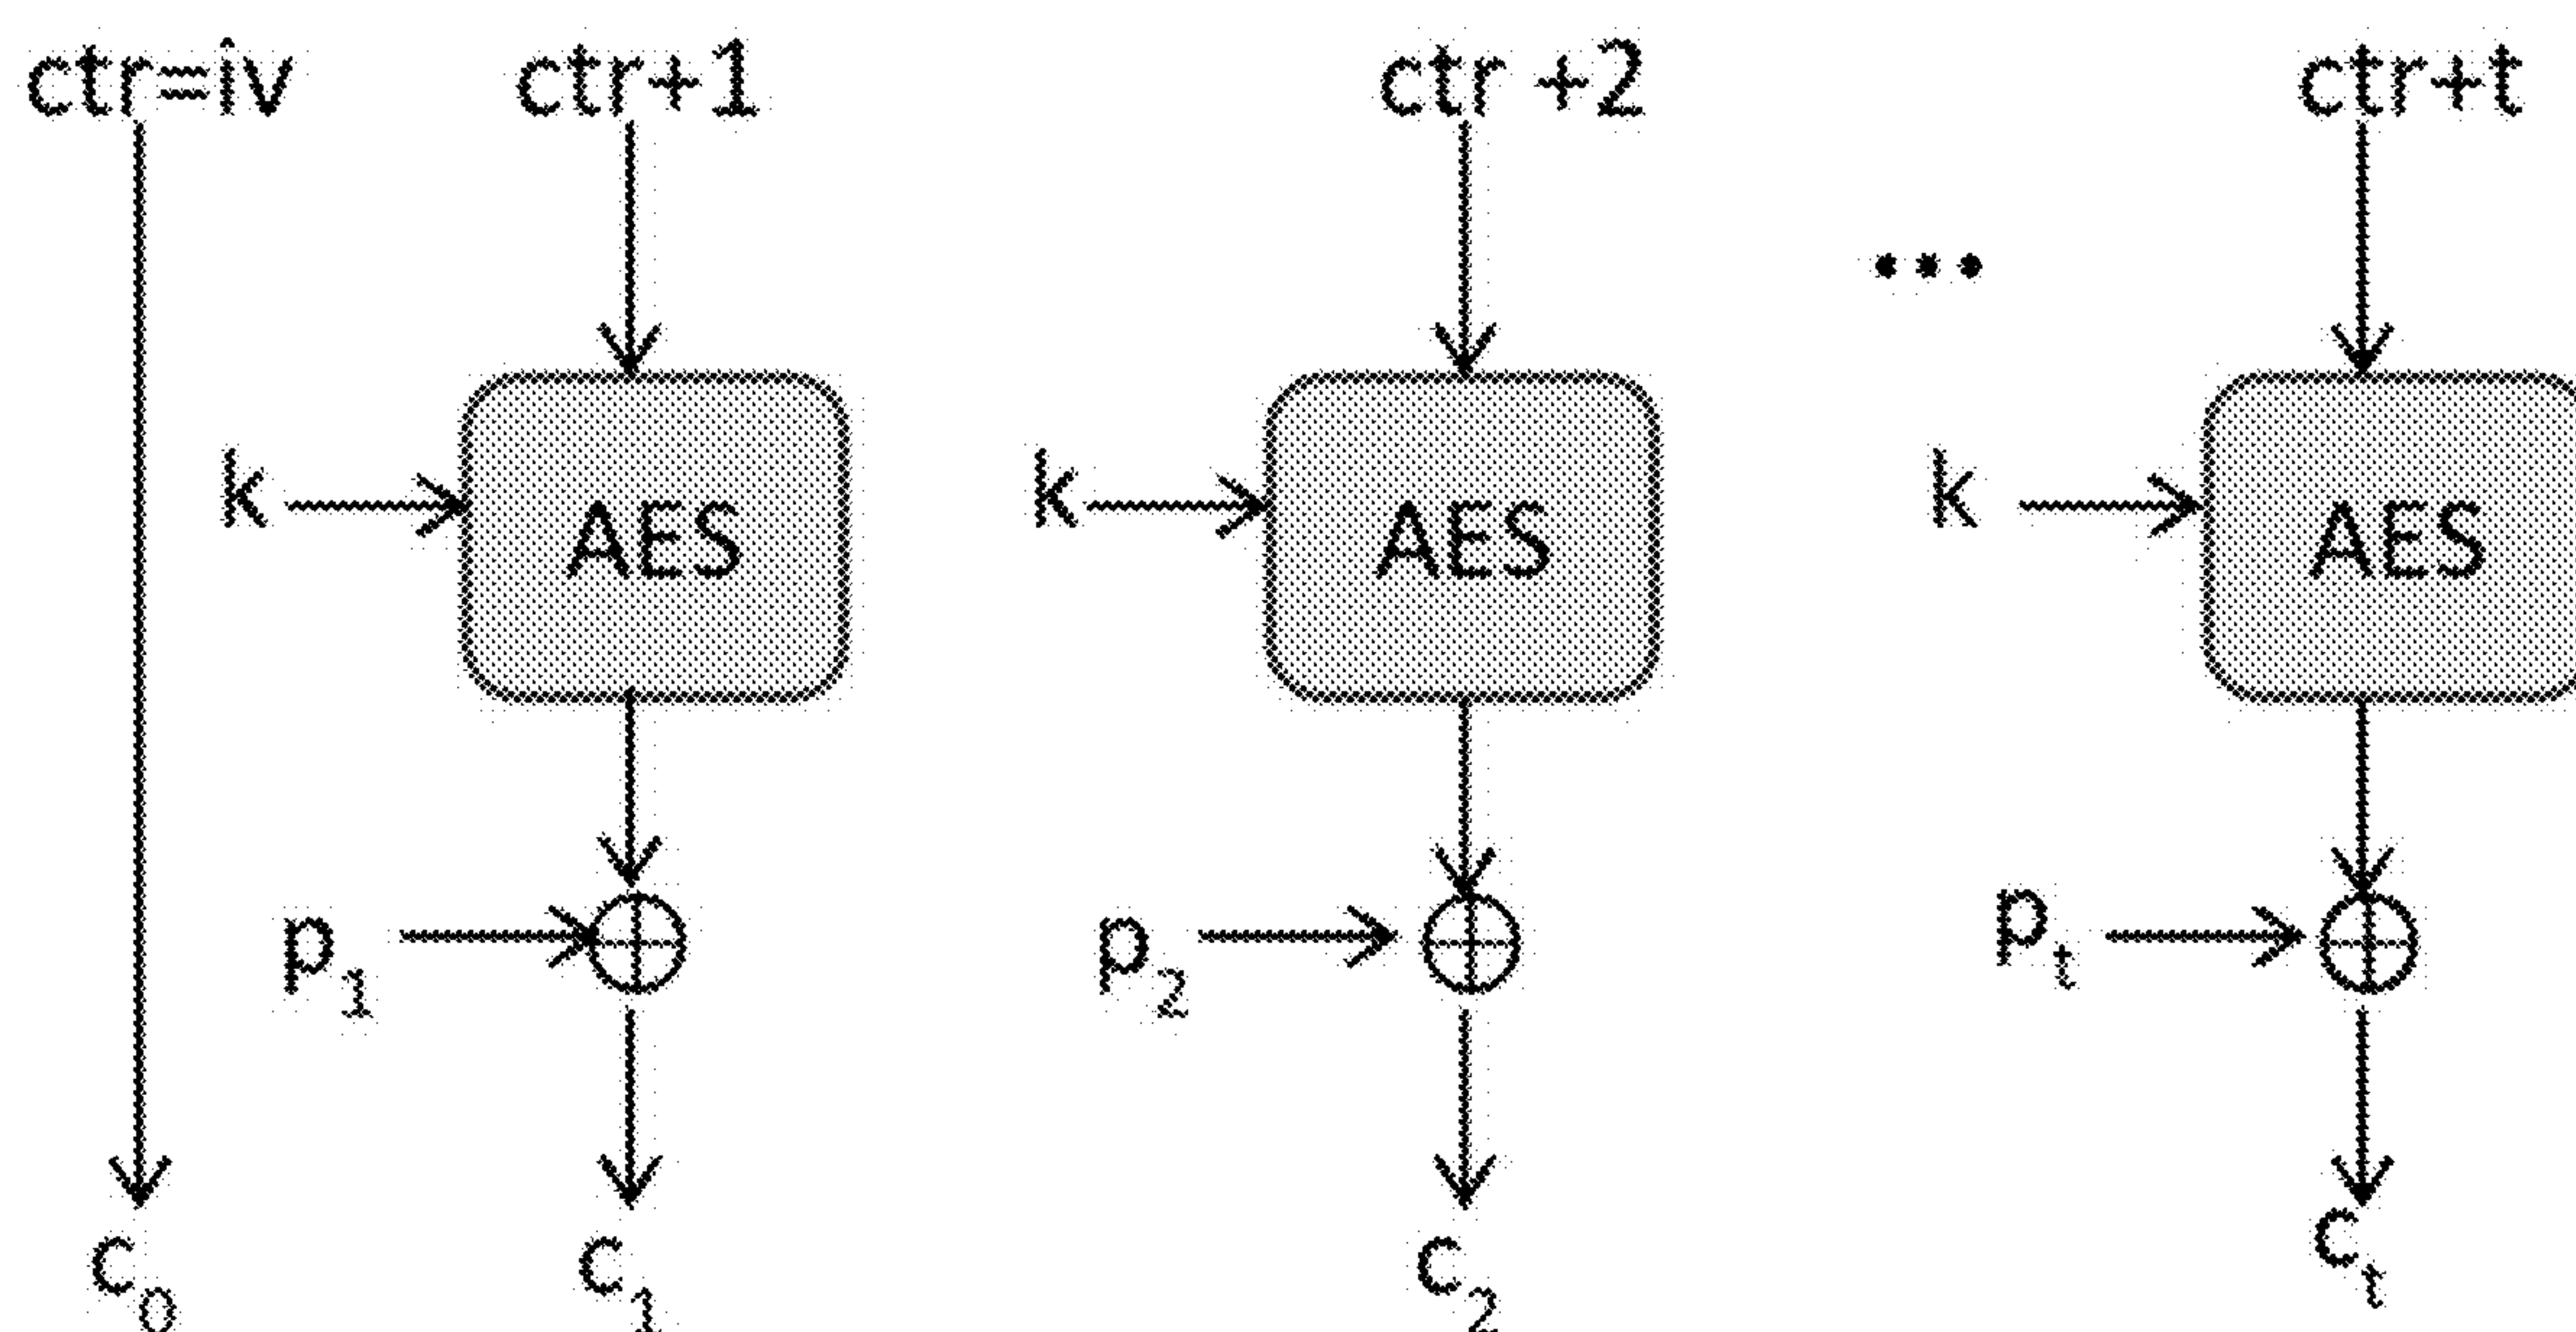 ctr=iv ctr+1 ctr +2 ctr+t
...
k AES k AES k AES
p₁ p₂ pₜ
c₀ c₁ c₂ cₜ